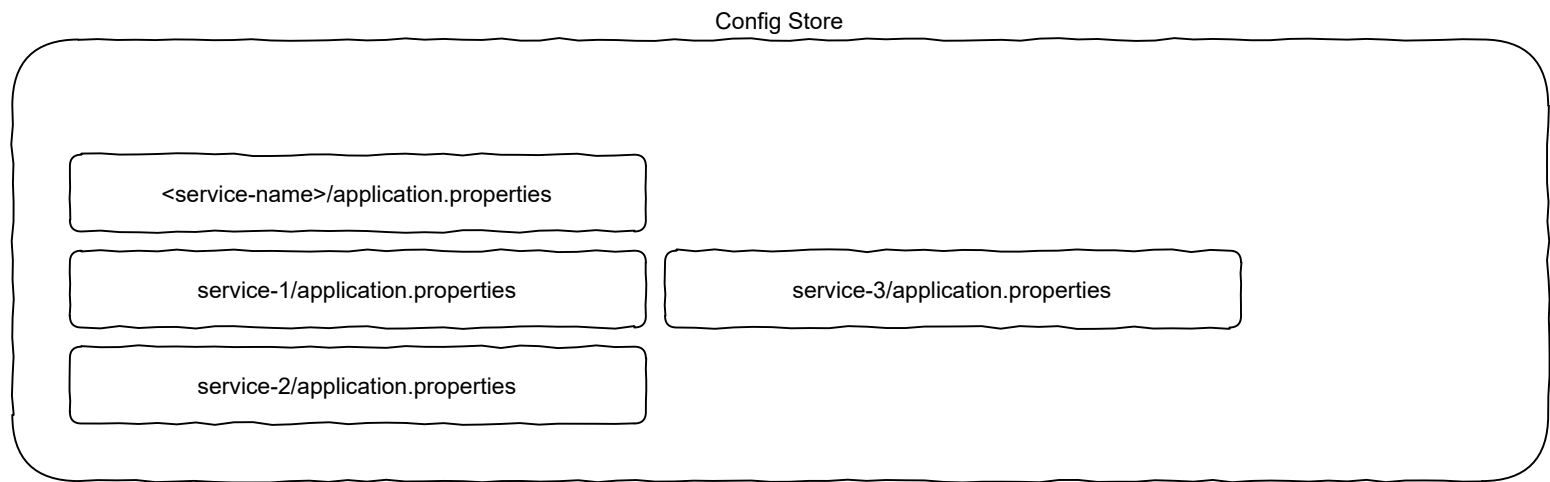 Config Store
<service-name>/application.properties
service-1/application.properties
service-3/application.properties
service-2/application.properties